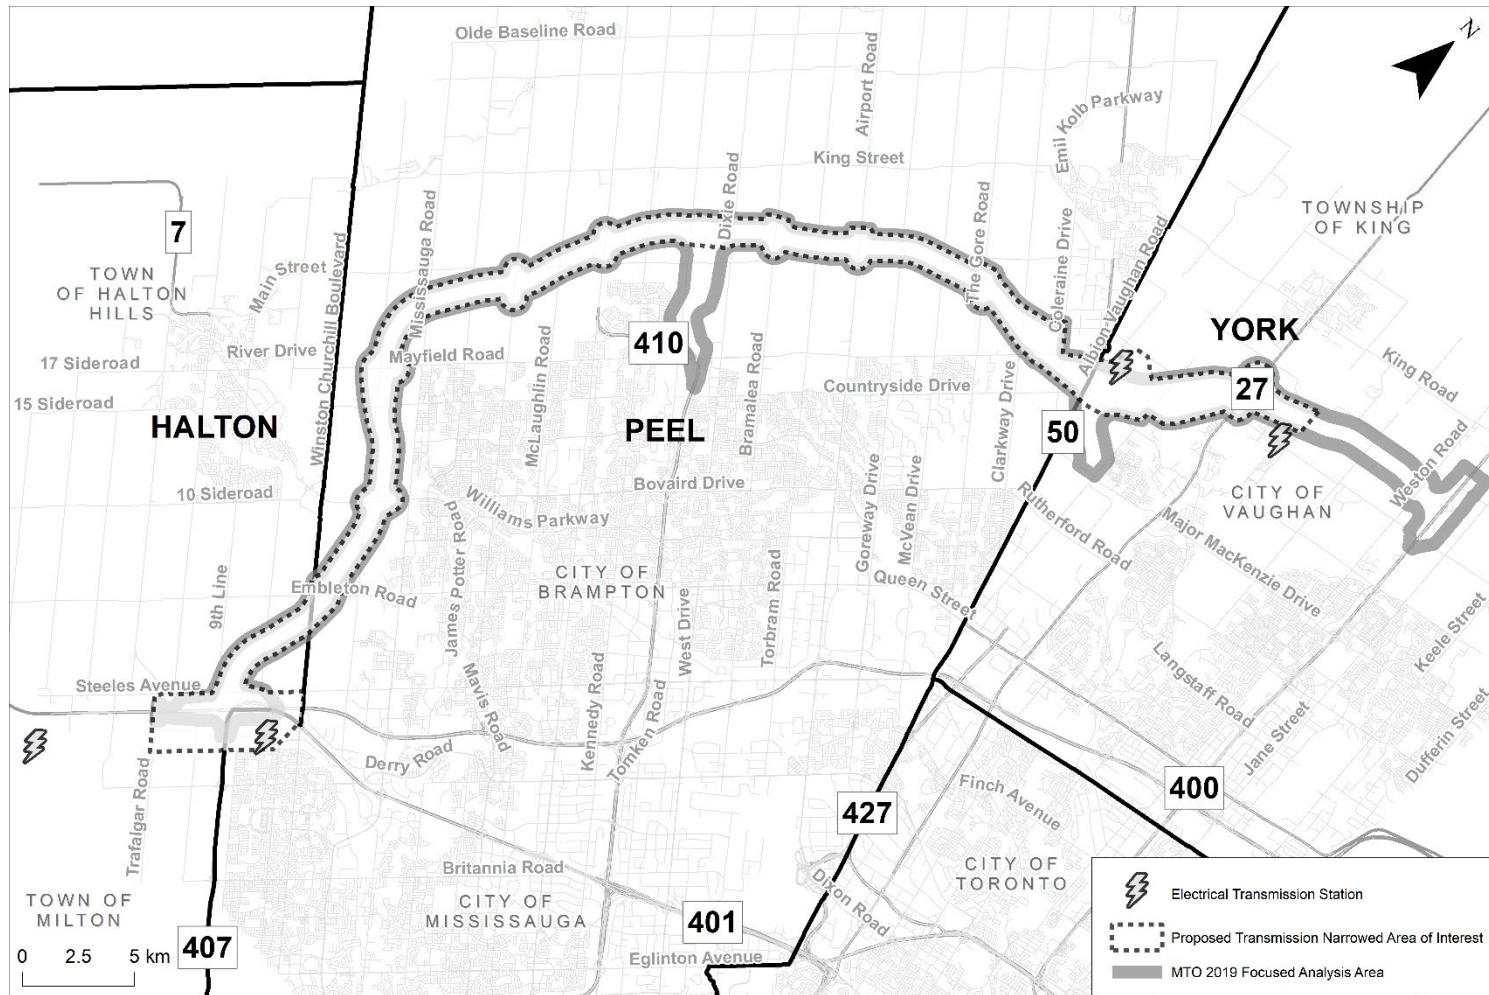 N
Olde Baseline Road
Airport Road
Emil Kolb Parkway
King Street
Dixie Road
The Gore Road
Coleraine Drive
Albion-Vaughan Road
TOWNSHIP
OF KING
7
TOWN
OF HALTON
HILLS
Main Street
Winston Churchill Boulevard
Mississauga Road
River Drive
17 Sideroad
15 Sideroad
Mayfield Road
McLaughlin Road
410
Bramalea Road
Countryside Drive
Clarkway Drive
YORK
27
King Road
HALTON
PEEL
50
Weston Road
10 Sideroad
Bovaird Drive
Williams Parkway
James Potter Road
Goreway Drive
McVean Drive
Rutherford Road
CITY OF
VAUGHAN
Major MacKenzie Drive
9th Line
Embleton Road
CITY OF
BRAMPTON
West Drive
Torbram Road
Queen Street
Keele Street
Steeles Avenue
Mavis Road
Kennedy Road
Tomken Road
Langstaff Road
Jane Street
Dufferin Street
Derry Road
Trafalgar Road
427
Finch Avenue
400
Britannia Road
CITY OF
TORONTO
Dixon Road
TOWN OF
MILTON
CITY OF
MISSISSAUGA
401
407
Eglinton Avenue
0 2.5 5 km
Electrical Transmission Station
Proposed Transmission Narrowed Area of Interest
MTO 2019 Focused Analysis Area